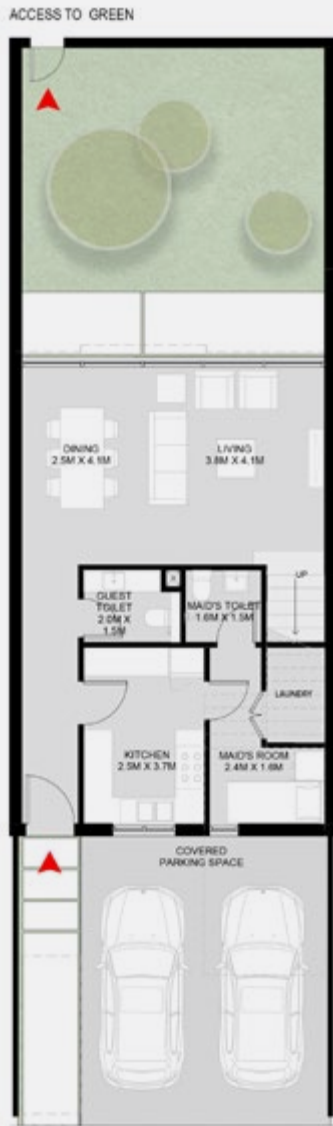 ACCESS TO GREEN
DINING
2.5M X 4.1M
LIVING
3.8M X 4.1M
UP
GUEST
TOILET
2.0M X
1.5M
MAID'S TOILET
1.6M X 1.5M
LAUNDRY
KITCHEN
2.5M X 3.7M
MAID'S ROOM
2.4M X 1.6M
COVERED
PARKING SPACE